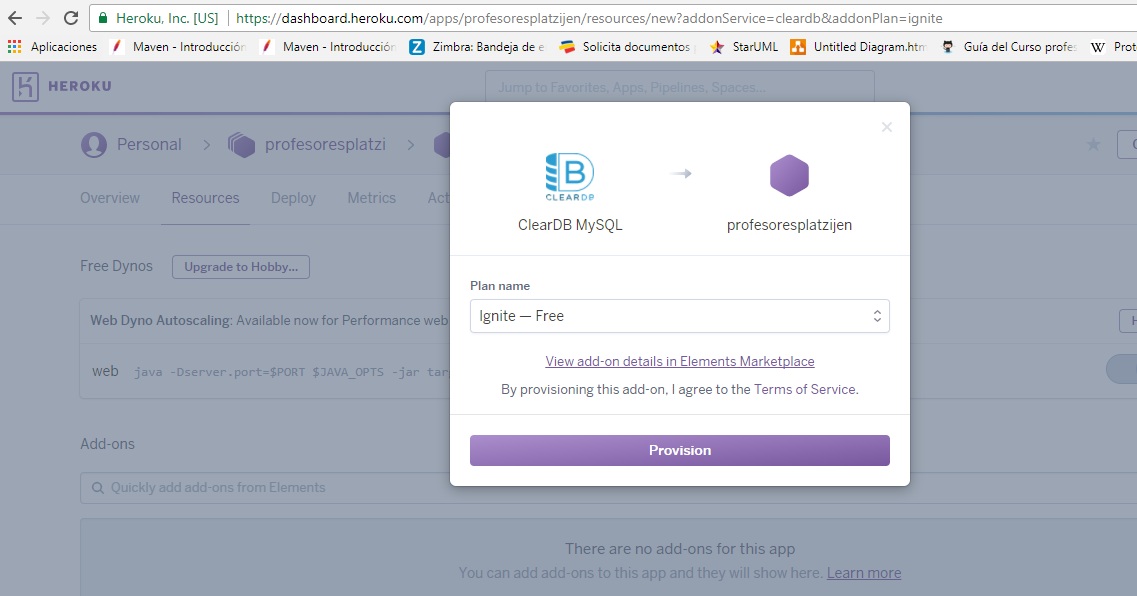 Heroku, Inc. [US] https://dashboard.heroku.com/apps/profesoresplatzijen/resources/new?addonService=cleardb&addonPlan=ignite
Aplicaciones Maven - Introducción Maven - Introducción Zimbra: Bandeja de e Solicita documentos StarUML Untitled Diagram.htm Guía del Curso profes Prot
HEROKU Jump to Favorites, Apps, Pipelines, Spaces...
Personal > profesoresplatzi >
Overview Resources Deploy Metrics Act
CLEARDB
ClearDB MySQL profesoresplatzijen
Free Dynos Upgrade to Hobby...
Plan name
Ignite — Free
Web Dyno Autoscaling: Available now for Performance web
View add-on details in Elements Marketplace
web java -Dserver.port=$PORT $JAVA_OPTS -jar targ
By provisioning this add-on, I agree to the Terms of Service.
Add-ons
Provision
Quickly add add-ons from Elements
There are no add-ons for this app
You can add add-ons to this app and they will show here. Learn more